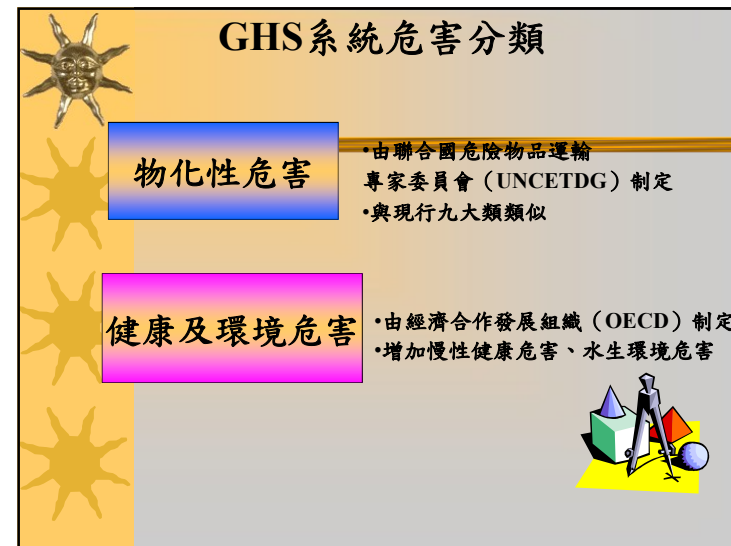 GHS系統危害分類
物化性危害
•由聯合國危險物品運輸
專家委員會（UNCETDG）制定
•與現行九大類類似
健康及環境危害
•由經濟合作發展組織（OECD）制定
•增加慢性健康危害、水生環境危害